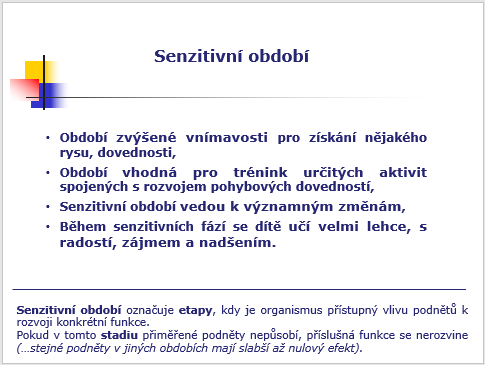 Senzitivní období
• Období zvýšené vnímavosti pro získání nějakého
rysu, dovednosti,
• Období vhodná pro trénink určitých aktivit
spojených s rozvojem pohybových dovedností,
• Senzitivní období vedou k významným změnám,
• Během senzitivních fází se dítě učí velmi lehce, s
radostí, zájmem a nadšením.
Senzitivní období označuje etapy, kdy je organismus přístupný vlivu podnětů k
rozvoji konkrétní funkce.
Pokud v tomto stadiu přiměřené podněty nepůsobí, příslušná funkce se nerozvine
(…stejné podněty v jiných obdobích mají slabší až nulový efekt).